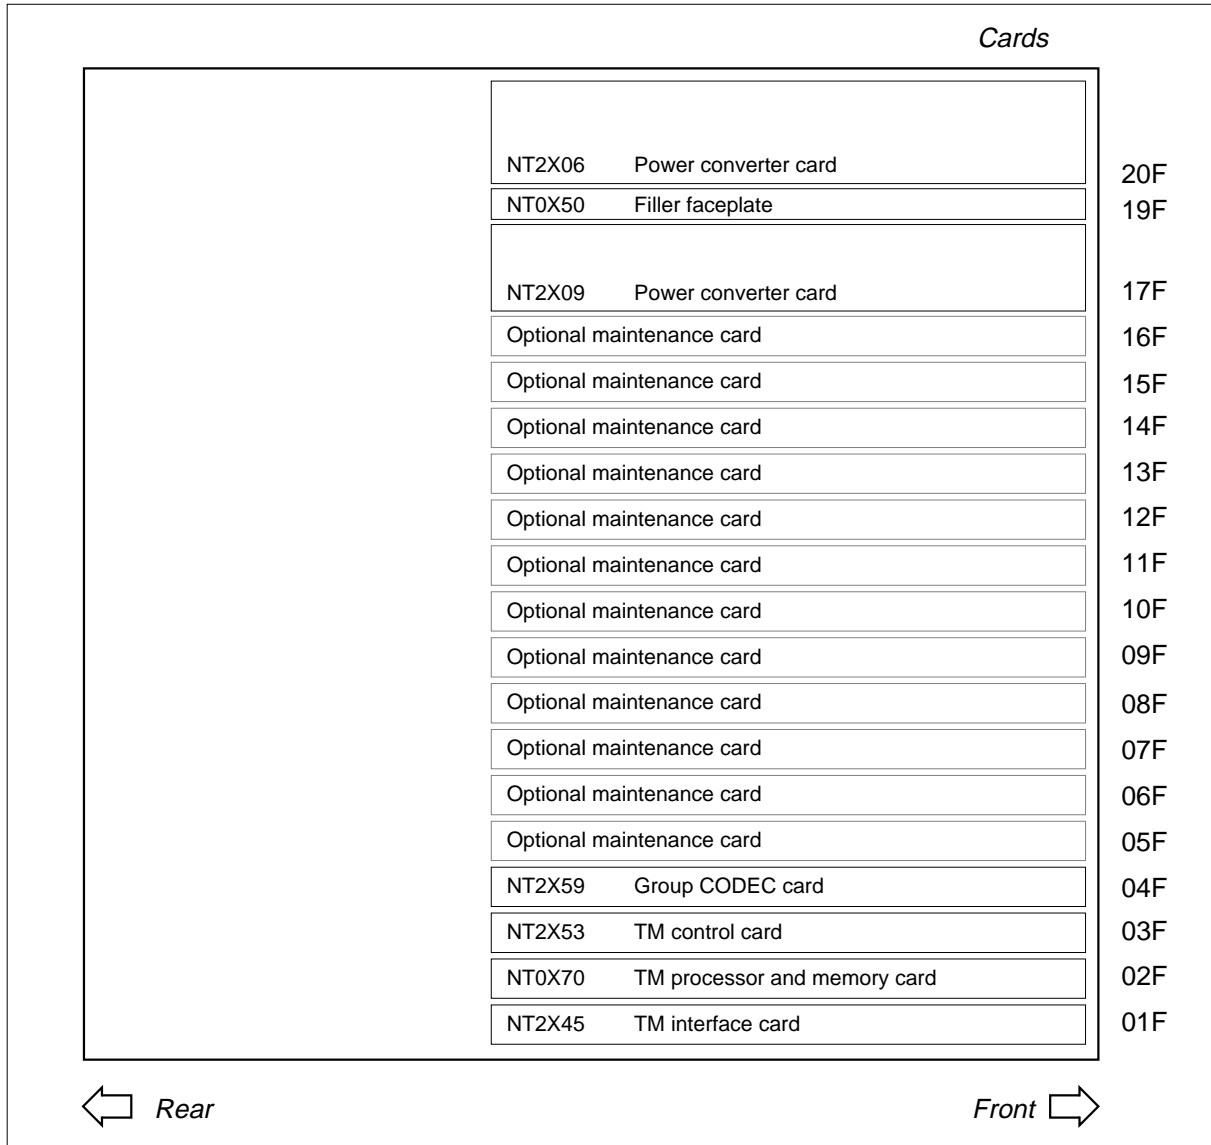 Cards
NT2X06 Power converter card 20F
NT0X50 Filler faceplate 19F
NT2X09 Power converter card 17F
Optional maintenance card 16F
Optional maintenance card 15F
Optional maintenance card 14F
Optional maintenance card 13F
Optional maintenance card 12F
Optional maintenance card 11F
Optional maintenance card 10F
Optional maintenance card 09F
Optional maintenance card 08F
Optional maintenance card 07F
Optional maintenance card 06F
Optional maintenance card 05F
NT2X59 Group CODEC card 04F
NT2X53 TM control card 03F
NT0X70 TM processor and memory card 02F
NT2X45 TM interface card 01F
Rear Front